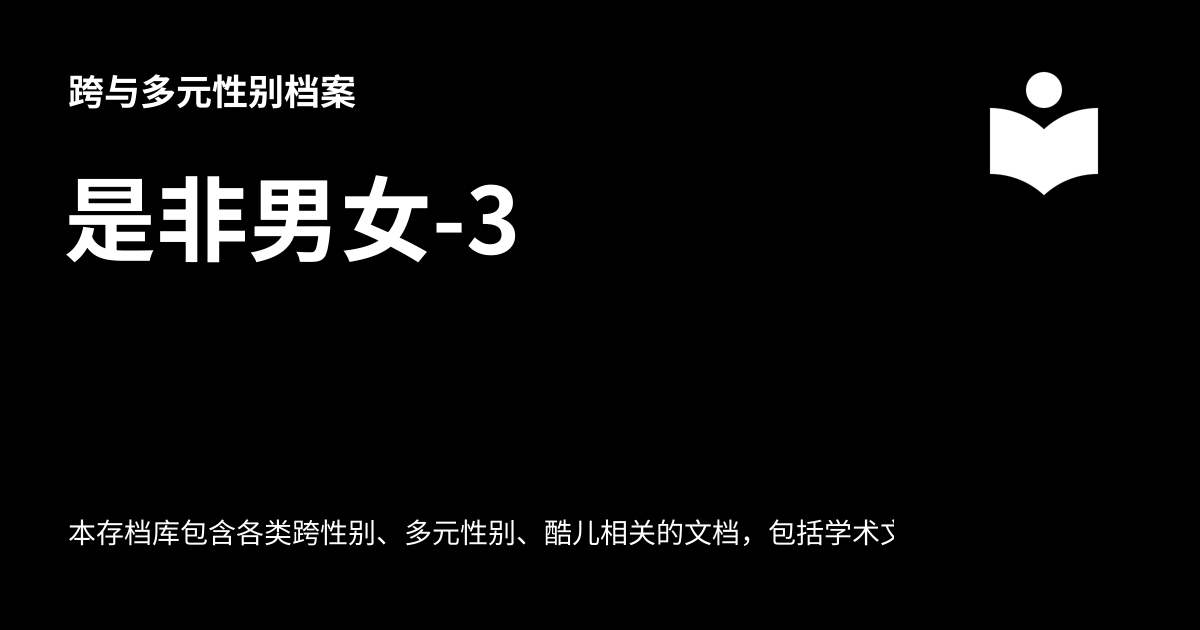 跨与多元性别档案
是非男女-3
本存档库包含各类跨性别、多元性别、酷儿相关的文档，包括学术